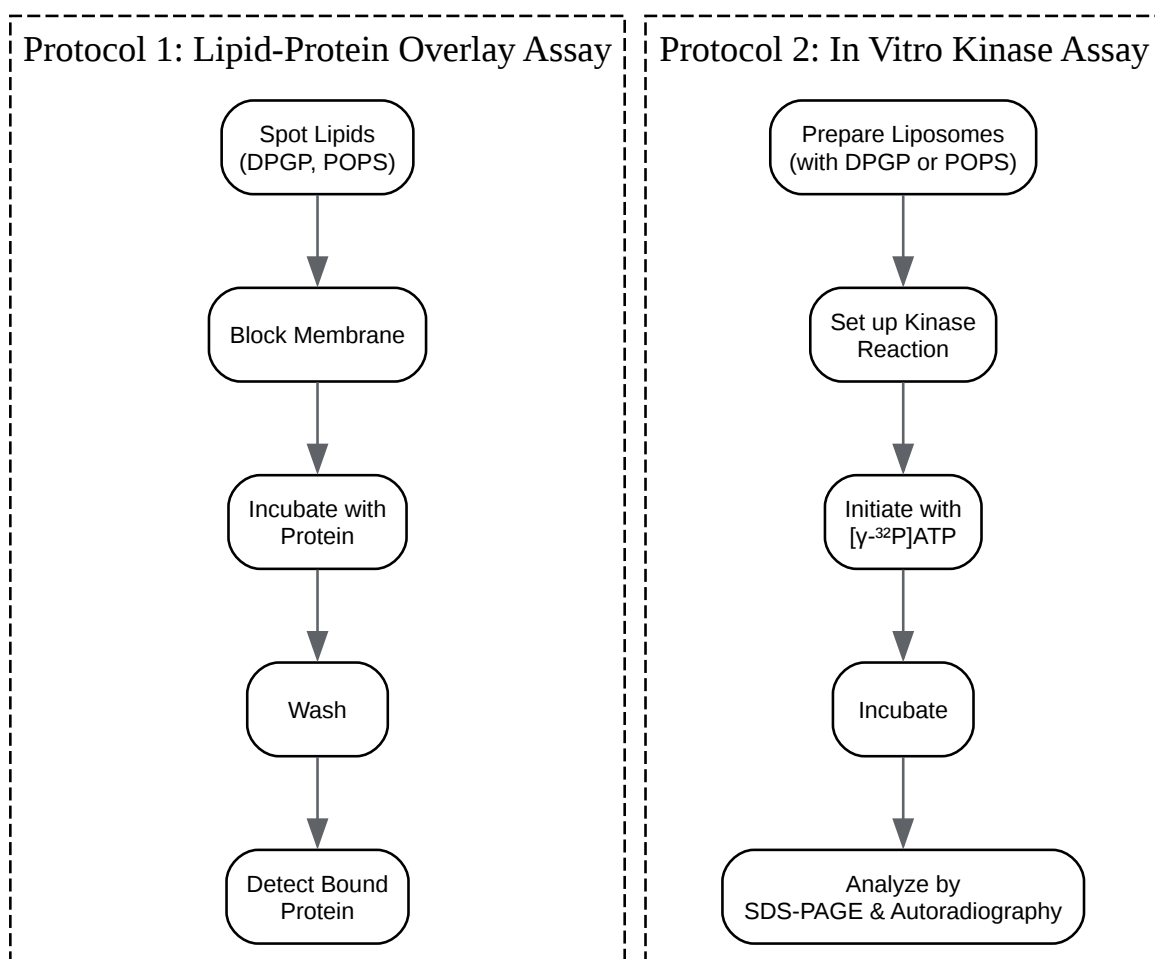 Protocol 1: Lipid-Protein Overlay Assay
Spot Lipids
(DPGP, POPS)
Block Membrane
Incubate with
Protein
Wash
Detect Bound
Protein
Protocol 2: In Vitro Kinase Assay
Prepare Liposomes
(with DPGP or POPS)
Set up Kinase
Reaction
Initiate with
[γ-³²P]ATP
Incubate
Analyze by
SDS-PAGE & Autoradiography